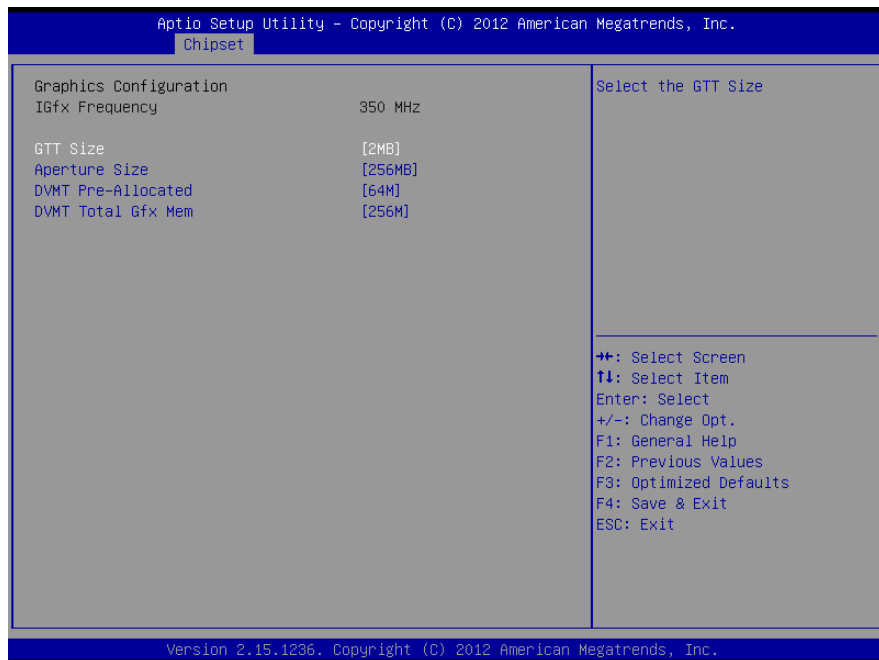 Aptio Setup Utility – Copyright (C) 2012 American Megatrends, Inc.
Chipset
Graphics Configuration
IGfx Frequency 350 MHz
GTT Size [2MB]
Aperture Size [256MB]
DVMT Pre-Allocated [64M]
DVMT Total Gfx Mem [256M]
Select the GTT Size
→←: Select Screen
↑↓: Select Item
Enter: Select
+/-: Change Opt.
F1: General Help
F2: Previous Values
F3: Optimized Defaults
F4: Save & Exit
ESC: Exit
Version 2.15.1236. Copyright (C) 2012 American Megatrends, Inc.